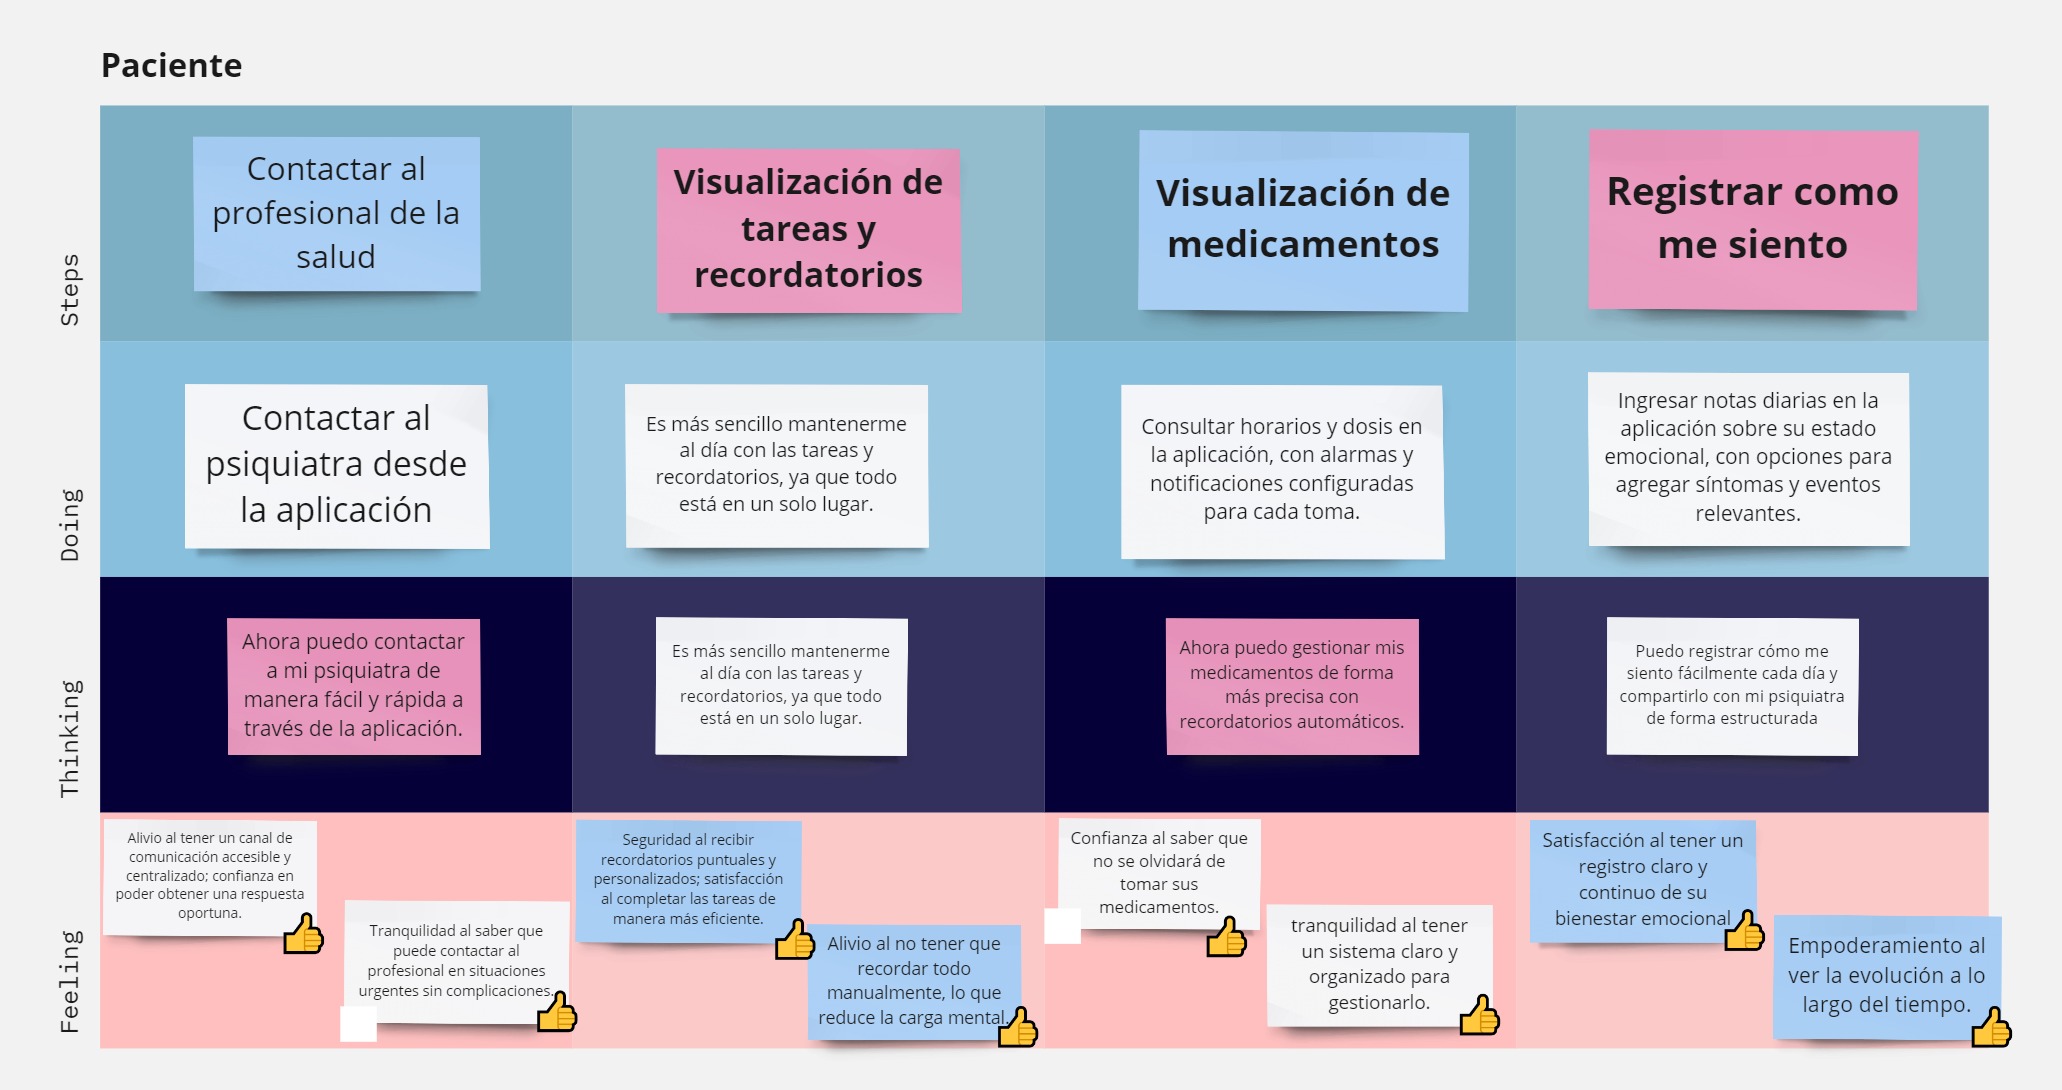 Paciente
Steps
Contactar al
profesional de la
salud
Visualización de
tareas y
recordatorios
Visualización de
medicamentos
Registrar como
me siento
Doing
Contactar al
psiquiatra desde
la aplicación
Es más sencillo mantenerme
al día con las tareas y
recordatorios, ya que todo
está en un solo lugar.
Consultar horarios y dosis en
la aplicación, con alarmas y
notificaciones configuradas
para cada toma.
Ingresar notas diarias en la
aplicación sobre su estado
emocional, con opciones para
agregar síntomas y eventos
relevantes.
Thinking
Ahora puedo contactar
a mi psiquiatra de
manera fácil y rápida a
través de la aplicación.
Es más sencillo mantenerme
al día con las tareas y
recordatorios, ya que todo
está en un solo lugar.
Ahora puedo gestionar mis
medicamentos de forma
más precisa con
recordatorios automáticos.
Puedo registrar cómo me
siento fácilmente cada día y
compartirlo con mi psiquiatra
de forma estructurada
Feeling
Alivio al tener un canal de
comunicación accesible y
centralizado; confianza en
poder obtener una respuesta
oportuna.
Tranquilidad al saber que
puede contactar al
profesional en situaciones
urgentes sin complicaciones.
Seguridad al recibir
recordatorios puntuales y
personalizados; satisfacción
al completar las tareas de
manera más eficiente.
Alivio al no tener que
recordar todo
manualmente, lo que
reduce la carga mental.
Confianza al saber que
no se olvidará de
tomar sus
medicamentos.
tranquilidad al tener
un sistema claro y
organizado para
gestionarlo.
Satisfacción al tener un
registro claro y
continuo de su
bienestar emocional
Empoderamiento al
ver la evolución a lo
largo del tiempo.